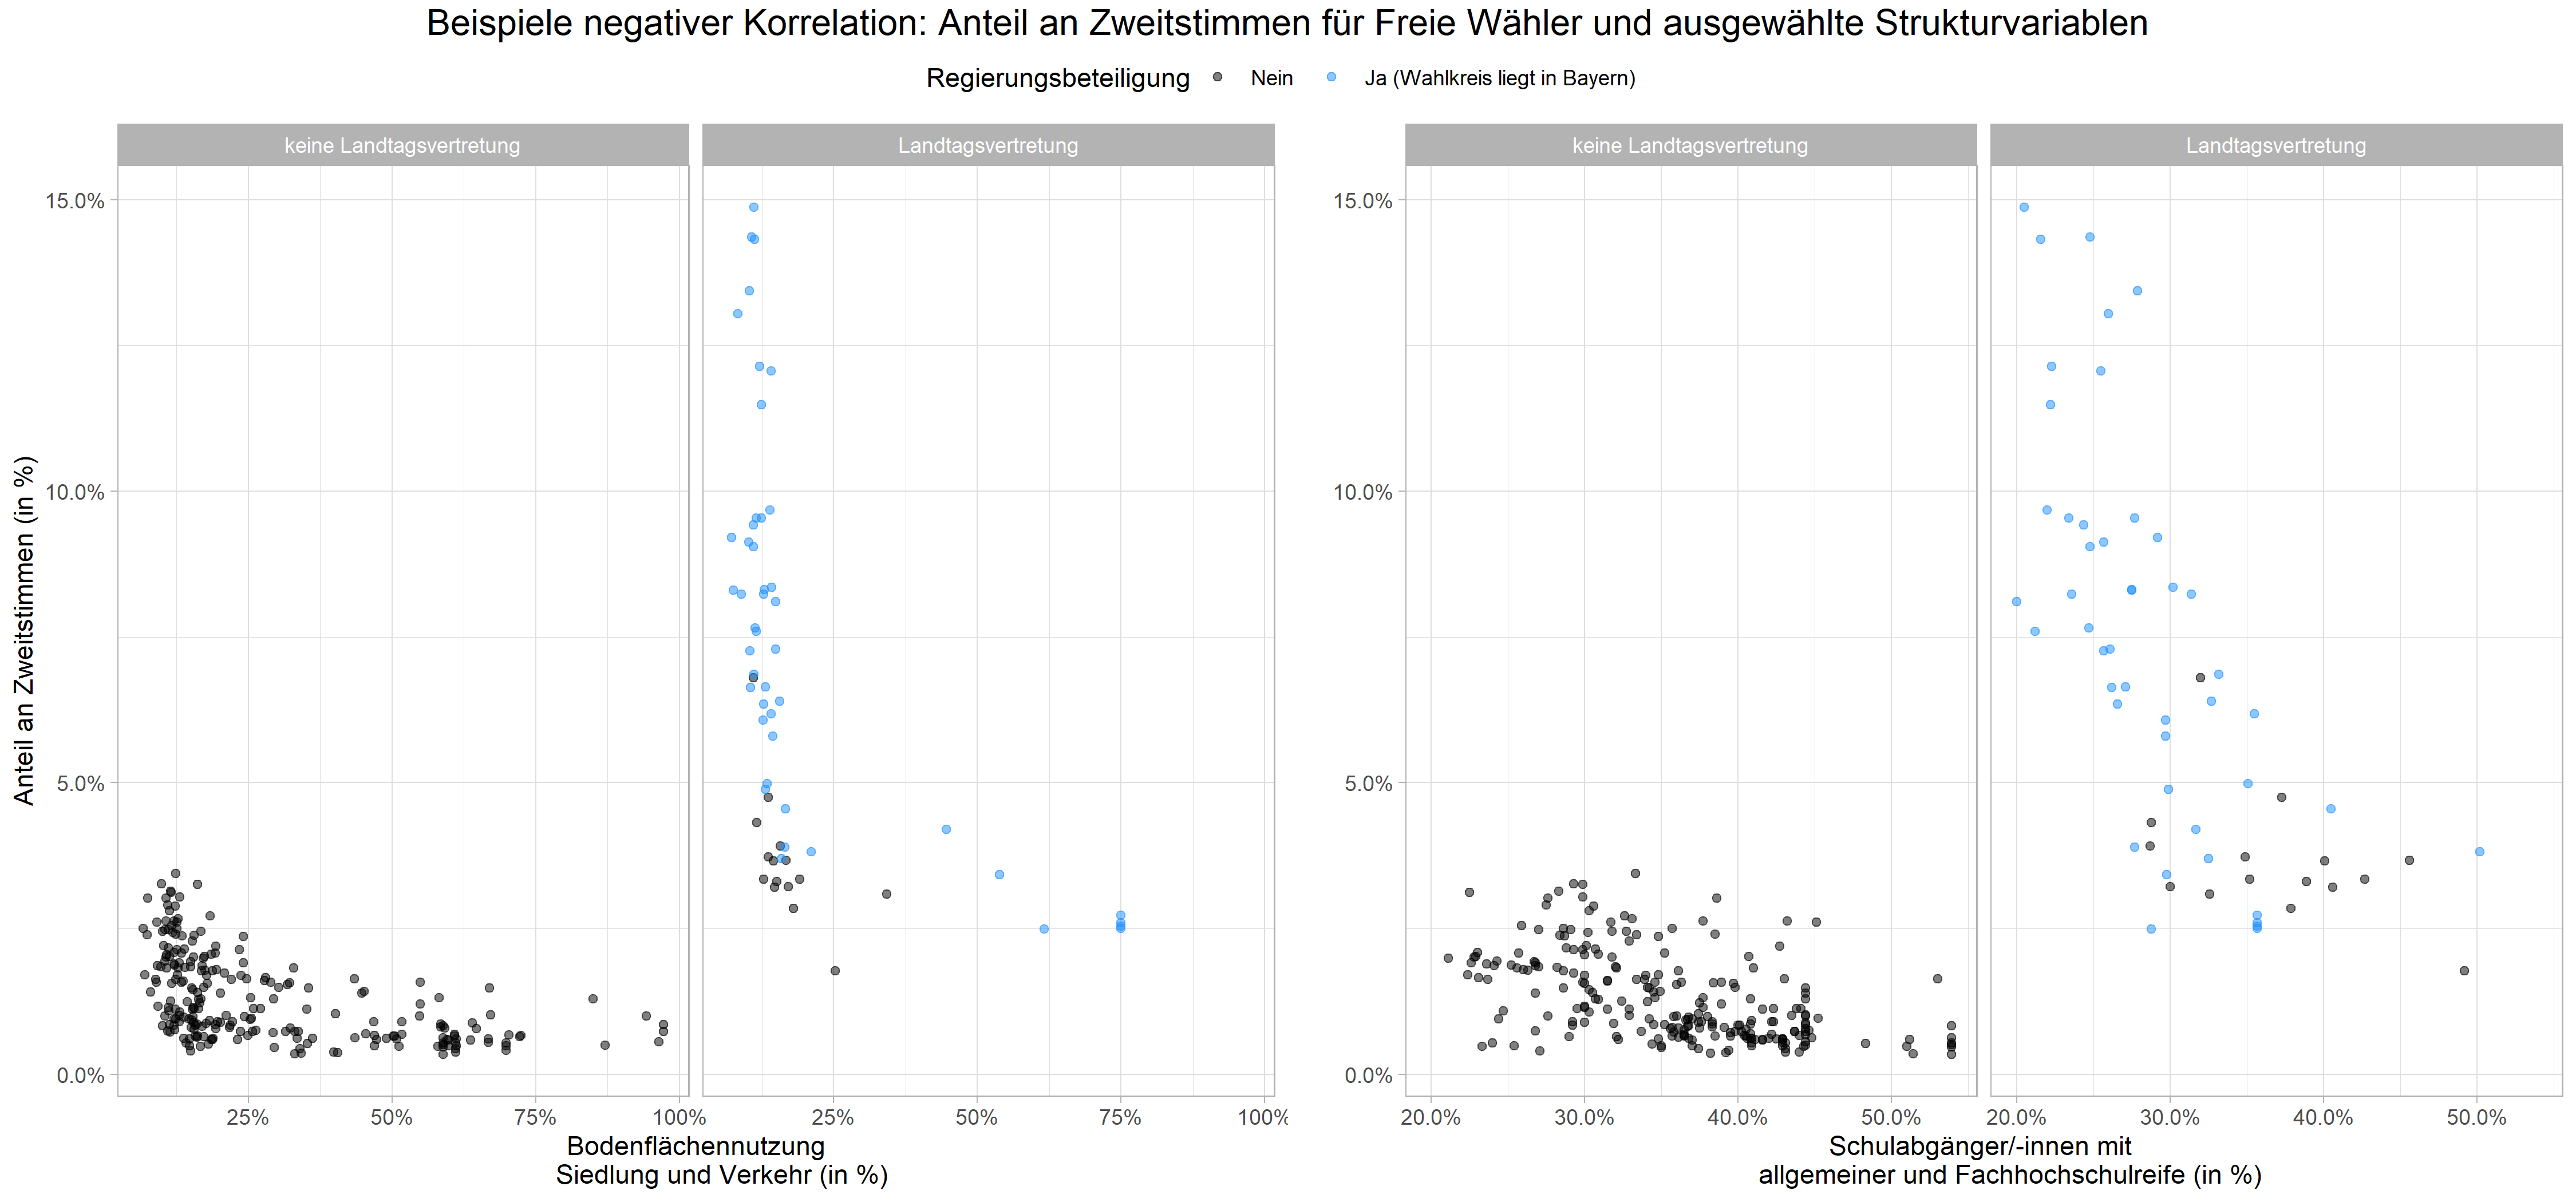 Beispiele negativer Korrelation: Anteil an Zweitstimmen für Freie Wähler und ausgewählte Strukturvariablen
Regierungsbeteiligung Nein Ja (Wahlkreis liegt in Bayern)
keine Landtagsvertretung Landtagsvertretung
15.0%
10.0%
5.0%
0.0%
Anteil an Zweitstimmen (in %)
25% 50% 75% 100% 25% 50% 75% 100%
Bodenflächennutzung
Siedlung und Verkehr (in %)
keine Landtagsvertretung Landtagsvertretung
15.0%
10.0%
5.0%
0.0%
20.0% 30.0% 40.0% 50.0% 20.0% 30.0% 40.0% 50.0%
Schulabgänger/-innen mit
allgemeiner und Fachhochschulreife (in %)